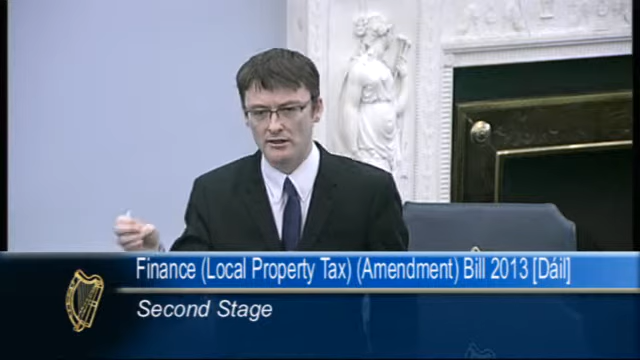 Finance (Local Property Tax) (Amendment) Bill 2013 [Dáil]
Second Stage